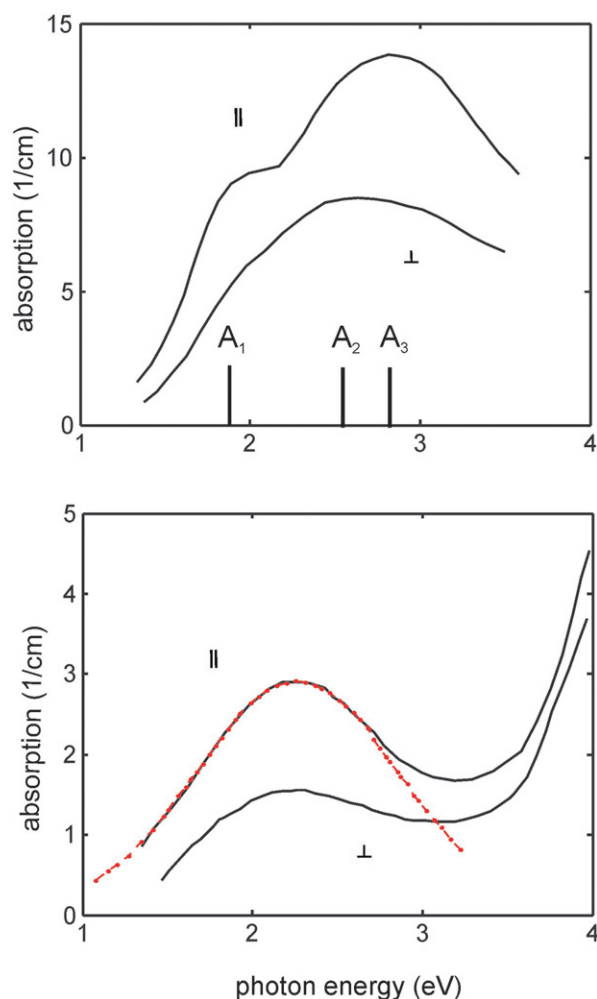 15
10
5
0
absorption (1/cm)
||
⊥
A₁ A₂ A₃
1 2 3 4
5
4
3
2
1
0
absorption (1/cm)
||
⊥
1 2 3 4
photon energy (eV)